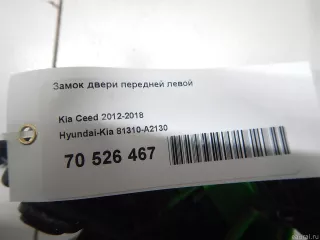 Замок двери передней левой
Kia Ceed 2012-2018
Hyundai-Kia 81310-A2130
70 526 467